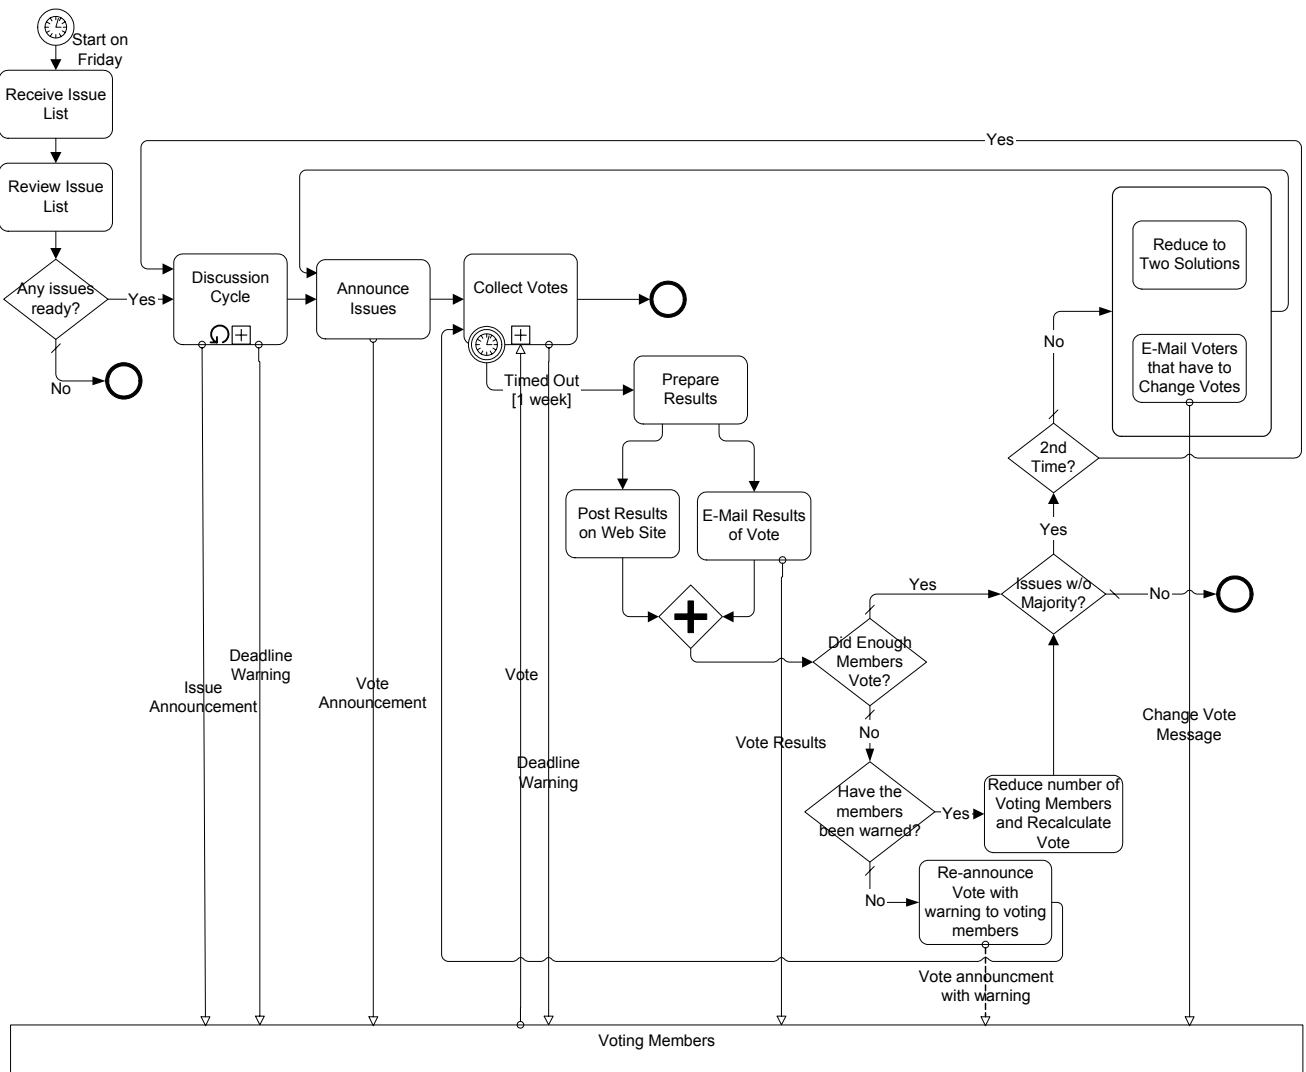 Start on
Friday
Receive Issue
List
Review Issue
List
Any issues
ready?
Yes
No
Discussion
Cycle
Announce
Issues
Collect Votes
Timed Out
[1 week]
Prepare
Results
Post Results
on Web Site
E-Mail Results
of Vote
Did Enough
Members
Vote?
Yes
No
Have the
members
been warned?
Yes
No
Re-announce
Vote with
warning to voting
members
Reduce number of
Voting Members
and Recalculate
Vote
Issues w/o
Majority?
No
Yes
2nd
Time?
No
Yes
Reduce to
Two Solutions
E-Mail Voters
that have to
Change Votes
Issue
Announcement
Deadline
Warning
Vote
Announcement
Vote
Deadline
Warning
Vote Results
Vote announcment
with warning
Change Vote
Message
Voting Members